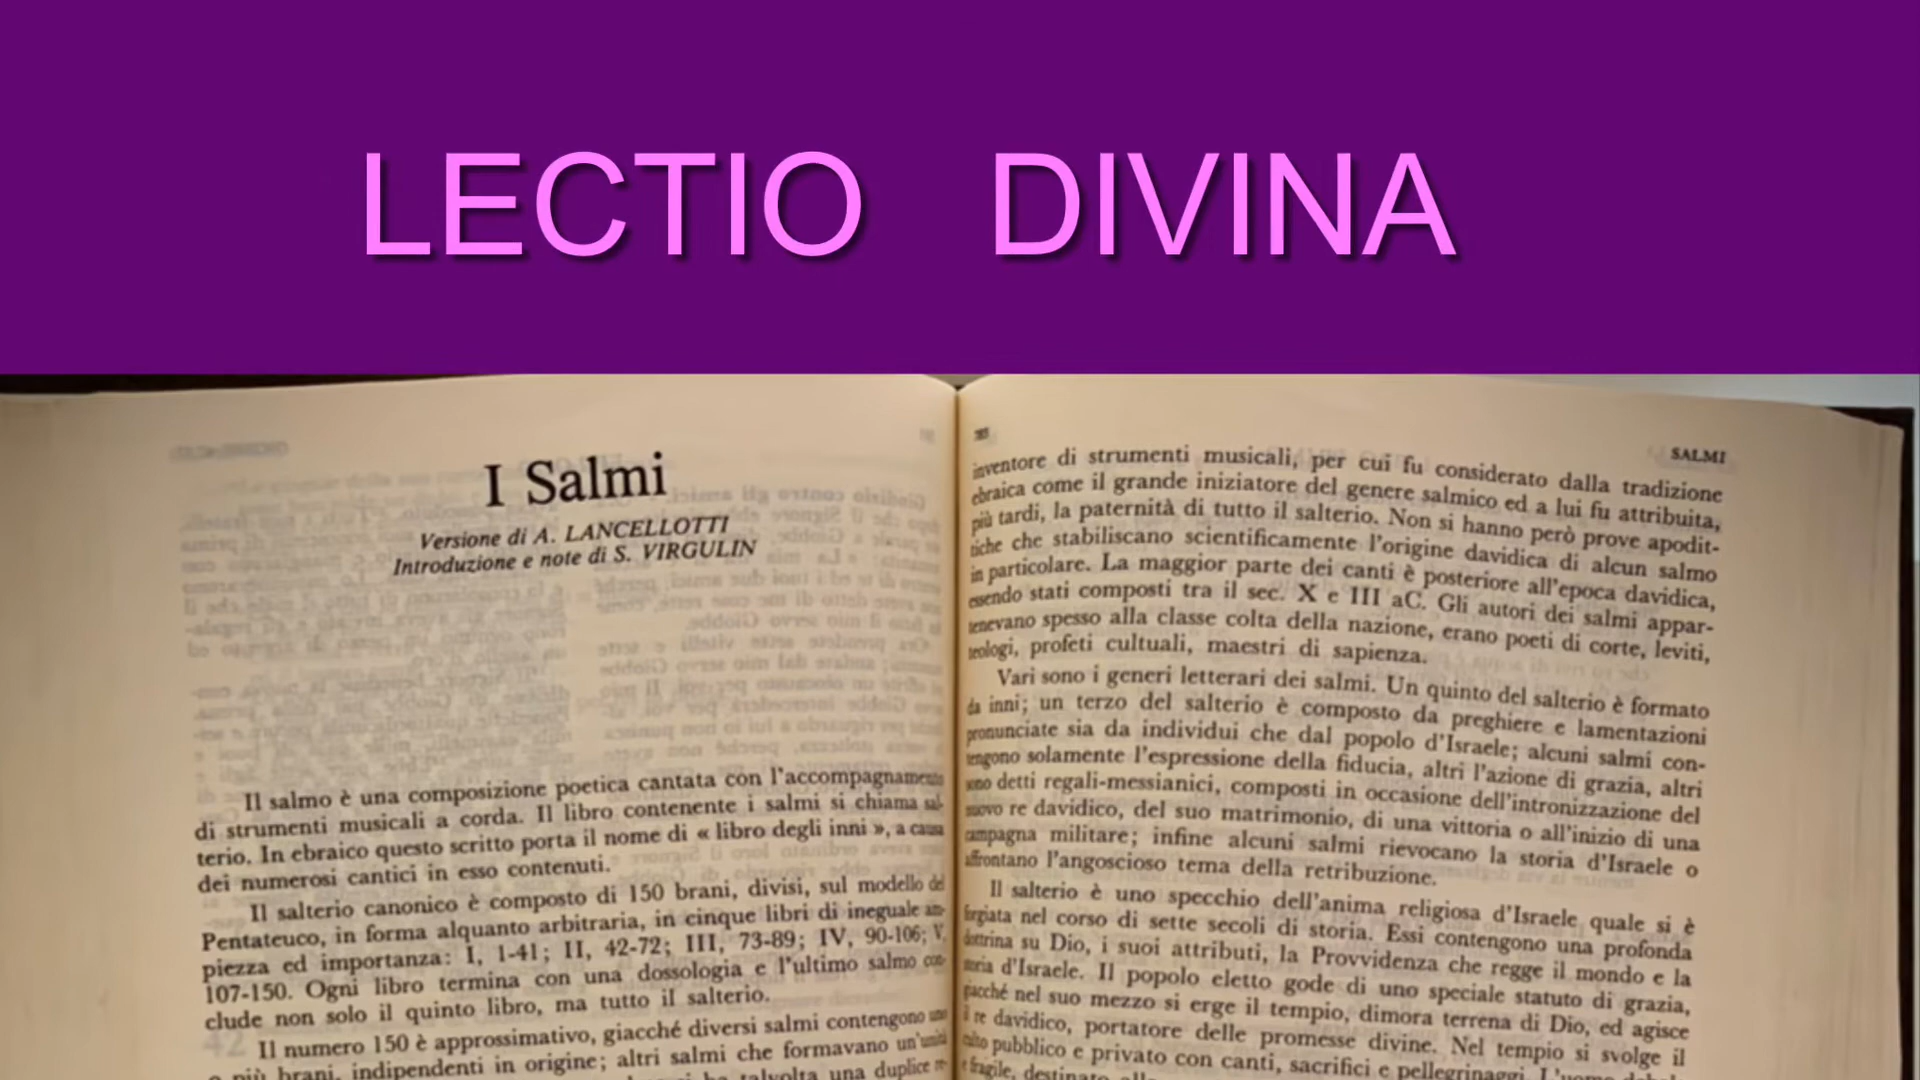 LECTIO DIVINA
I Salmi
Versione di A. LANCELLOTTI
Introduzione e note di S. VIRGULIN
Il salmo è una composizione poetica cantata con l'accompagnamento
di strumenti musicali a corda. Il libro contenente i salmi si chiama sal-
terio. In ebraico questo scritto porta il nome di « libro degli inni », a causa
dei numerosi cantici in esso contenuti.
Il salterio canonico è composto di 150 brani, divisi, sul modello del
Pentateuco, in forma alquanto arbitraria, in cinque libri di ineguale am-
piezza ed importanza: I, 1-41; II, 42-72; III, 73-89; IV, 90-106; V,
107-150. Ogni libro termina con una dossologia e l'ultimo salmo con-
clude non solo il quinto libro, ma tutto il salterio.
Il numero 150 è approssimativo, giacché diversi salmi contengono uno
o più brani, indipendenti in origine; altri salmi che formavano un'unità
talvolta una duplice
SALMI
inventore di strumenti musicali, per cui fu considerato dalla tradizione
ebraica come il grande iniziatore del genere salmico ed a lui fu attribuita,
più tardi, la paternità di tutto il salterio. Non si hanno però prove apodit-
tiche che stabiliscano scientificamente l'origine davidica di alcun salmo
in particolare. La maggior parte dei canti è posteriore all'epoca davidica,
essendo stati composti tra il sec. X e III aC. Gli autori dei salmi appar-
tenevano spesso alla classe colta della nazione, erano poeti di corte, leviti,
teologi, profeti cultuali, maestri di sapienza.
Vari sono i generi letterari dei salmi. Un quinto del salterio è formato
da inni; un terzo del salterio è composto da preghiere e lamentazioni
pronunciate sia da individui che dal popolo d'Israele; alcuni salmi con-
tengono solamente l'espressione della fiducia, altri l'azione di grazia, altri
sono detti regali-messianici, composti in occasione dell'intronizzazione del
nuovo re davidico, del suo matrimonio, di una vittoria o all'inizio di una
campagna militare; infine alcuni salmi rievocano la storia d'Israele o
affrontano l'angoscioso tema della retribuzione.
Il salterio è uno specchio dell'anima religiosa d'Israele quale si è
forgiata nel corso di sette secoli di storia. Essi contengono una profonda
dottrina su Dio, i suoi attributi, la Provvidenza che regge il mondo e la
storia d'Israele. Il popolo eletto gode di uno speciale statuto di grazia,
giacché nel suo mezzo si erge il tempio, dimora terrena di Dio, ed agisce
il re davidico, portatore delle promesse divine. Nel tempio si svolge il
culto pubblico e privato con canti, sacrifici e pellegrinaggi. L'uomo
e fragile, destinato